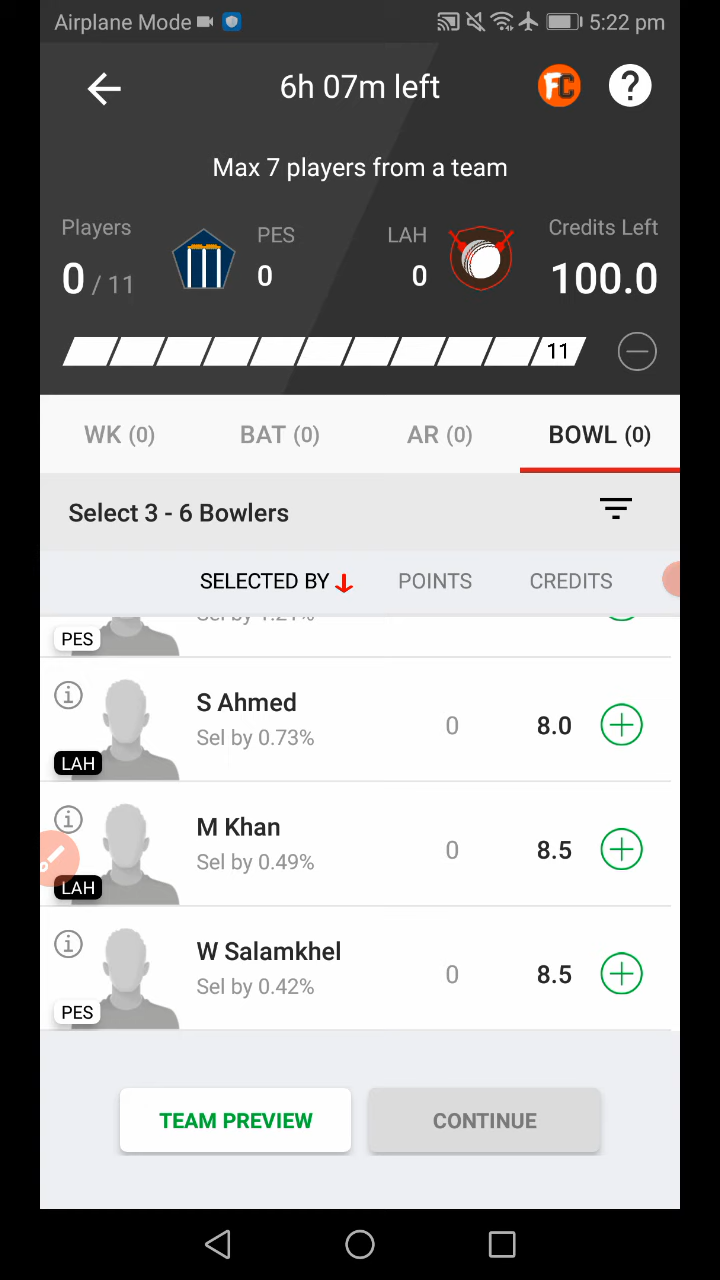 Airplane Mode 5:22 pm
6h 07m left FC ?
Max 7 players from a team
Players PES LAH Credits Left
0 / 11 0 0 100.0
11
WK (0) BAT (0) AR (0) BOWL (0)
Select 3 - 6 Bowlers
SELECTED BY POINTS CREDITS
PES
S Ahmed
Sel by 0.73% 0 8.0
LAH
M Khan
Sel by 0.49% 0 8.5
LAH
W Salamkhel
Sel by 0.42% 0 8.5
PES
TEAM PREVIEW CONTINUE